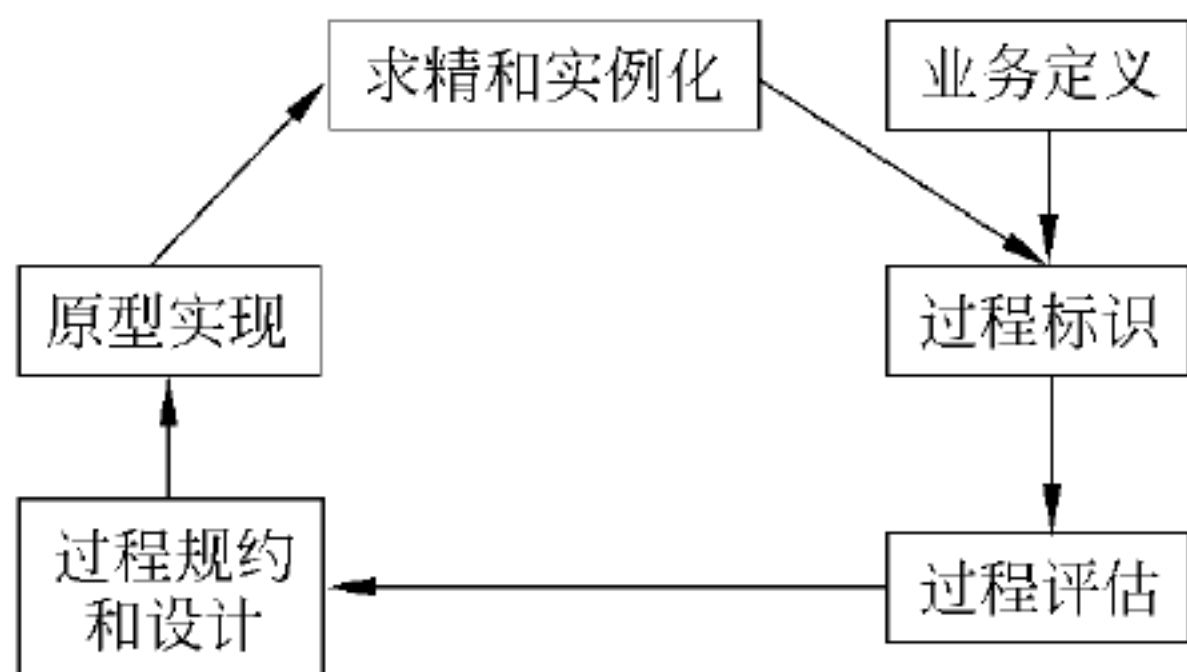 求精和实例化
业务定义
原型实现
过程标识
过程规约
和设计
过程评估